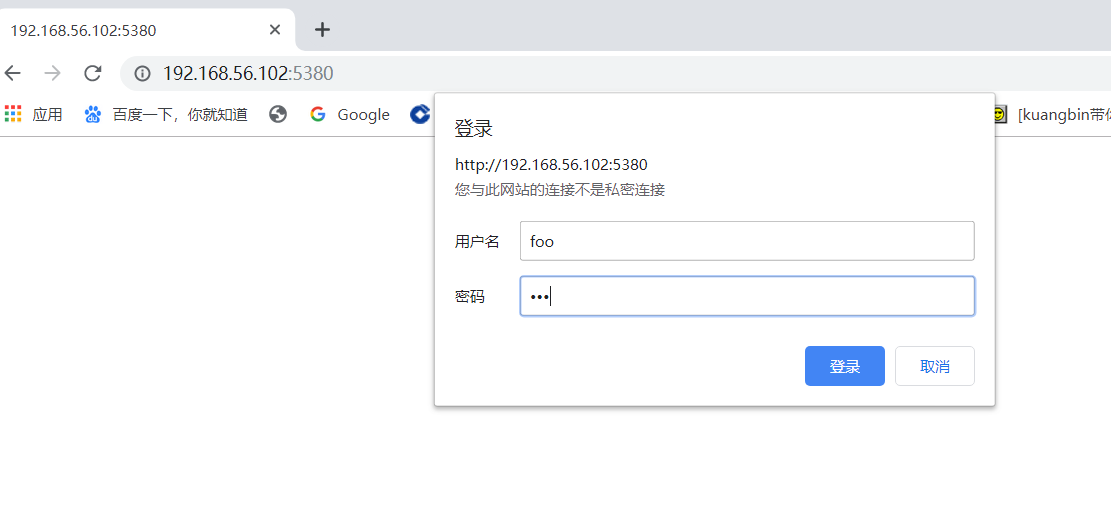 192.168.56.102:5380
192.168.56.102:5380
应用 百度一下，你就知道 Google [kuangbin带
登录
http://192.168.56.102:5380
您与此网站的连接不是私密连接
用户名 foo
密码 •••
登录 取消